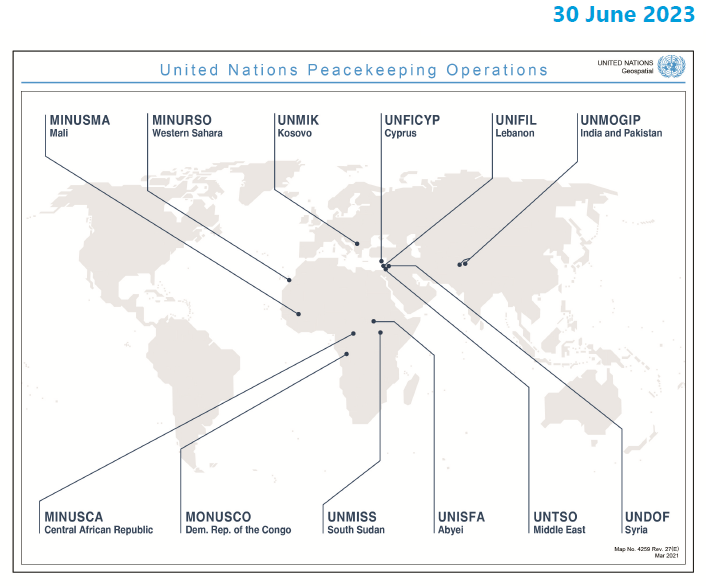 30 June 2023
United Nations Peacekeeping Operations
UNITED NATIONS
Geospatial
MINUSMA
Mali
MINURSO
Western Sahara
UNMIK
Kosovo
UNFICYP
Cyprus
UNIFIL
Lebanon
UNMOGIP
India and Pakistan
MINUSCA
Central African Republic
MONUSCO
Dem. Rep. of the Congo
UNMISS
South Sudan
UNISFA
Abyei
UNTSO
Middle East
UNDOF
Syria
Map No. 4259 Rev. 27(E)
Mar 2021